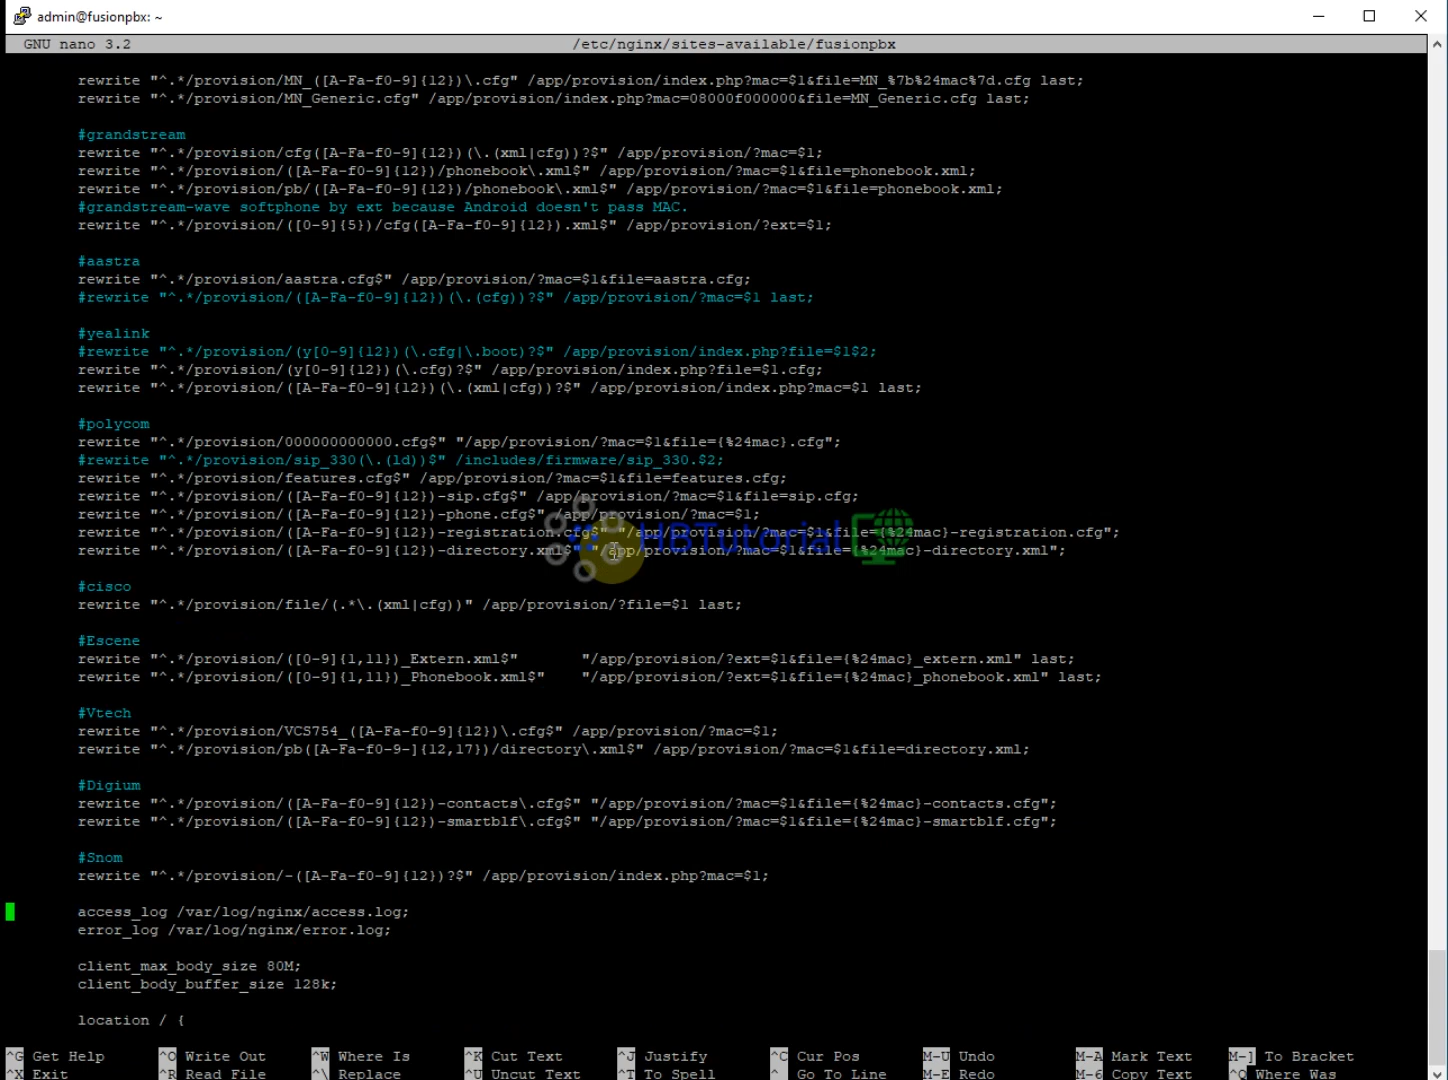 admin@fusionpbx: ~
GNU nano 3.2 /etc/nginx/sites-available/fusionpbx
rewrite "^.*/provision/MN_([A-Fa-f0-9]{12})\.cfg" /app/provision/index.php?mac=$1&file=MN_%7b%24mac%7d.cfg last;
rewrite "^.*/provision/MN_Generic.cfg" /app/provision/index.php?mac=08000f000000&file=MN_Generic.cfg last;
#grandstream
rewrite "^.*/provision/cfg([A-Fa-f0-9]{12})(\.(xml|cfg))?$" /app/provision/?mac=$1;
rewrite "^.*/provision/([A-Fa-f0-9]{12})/phonebook\.xml$" /app/provision/?mac=$1&file=phonebook.xml;
rewrite "^.*/provision/pb/([A-Fa-f0-9]{12})/phonebook\.xml$" /app/provision/?mac=$1&file=phonebook.xml;
#grandstream-wave softphone by ext because Android doesn't pass MAC.
rewrite "^.*/provision/([0-9]{5})/cfg([A-Fa-f0-9]{12}).xml$" /app/provision/?ext=$1;
#aastra
rewrite "^.*/provision/aastra.cfg$" /app/provision/?mac=$1&file=aastra.cfg;
#rewrite "^.*/provision/([A-Fa-f0-9]{12})(\.(cfg))?$" /app/provision/?mac=$1 last;
#yealink
#rewrite "^.*/provision/(y[0-9]{12})(\.cfg|\.boot)?$" /app/provision/index.php?file=$1$2;
rewrite "^.*/provision/(y[0-9]{12})(\.cfg)?$" /app/provision/index.php?file=$1.cfg;
rewrite "^.*/provision/([A-Fa-f0-9]{12})(\.(xml|cfg))?$" /app/provision/index.php?mac=$1 last;
#polycom
rewrite "^.*/provision/000000000000.cfg$" "/app/provision/?mac=$1&file={%24mac}.cfg";
#rewrite "^.*/provision/sip_330(\.(ld))$" /includes/firmware/sip_330.$2;
rewrite "^.*/provision/features.cfg$" /app/provision/?mac=$1&file=features.cfg;
rewrite "^.*/provision/([A-Fa-f0-9]{12})-sip.cfg$" /app/provision/?mac=$1&file=sip.cfg;
rewrite "^.*/provision/([A-Fa-f0-9]{12})-phone.cfg$" /app/provision/?mac=$1;
rewrite "^.*/provision/([A-Fa-f0-9]{12})-registration.cfg$" "/app/provision/?mac=$1&file={%24mac}-registration.cfg";
HBTutorial
rewrite "^.*/provision/([A-Fa-f0-9]{12})-directory.xml$" "/app/provision/?mac=$1&file={%24mac}-directory.xml";
#cisco
rewrite "^.*/provision/file/(.*\.(xml|cfg))" /app/provision/?file=$1 last;
#Escene
rewrite "^.*/provision/([0-9]{1,11})_Extern.xml$" "/app/provision/?ext=$1&file={%24mac}_extern.xml" last;
rewrite "^.*/provision/([0-9]{1,11})_Phonebook.xml$" "/app/provision/?ext=$1&file={%24mac}_phonebook.xml" last;
#Vtech
rewrite "^.*/provision/VCS754_([A-Fa-f0-9]{12})\.cfg$" /app/provision/?mac=$1;
rewrite "^.*/provision/pb([A-Fa-f0-9-]{12,17})/directory\.xml$" /app/provision/?mac=$1&file=directory.xml;
#Digium
rewrite "^.*/provision/([A-Fa-f0-9]{12})-contacts\.cfg$" "/app/provision/?mac=$1&file={%24mac}-contacts.cfg";
rewrite "^.*/provision/([A-Fa-f0-9]{12})-smartblf\.cfg$" "/app/provision/?mac=$1&file={%24mac}-smartblf.cfg";
#Snom
rewrite "^.*/provision/-([A-Fa-f0-9]{12})?$" /app/provision/index.php?mac=$1;
access_log /var/log/nginx/access.log;
error_log /var/log/nginx/error.log;
client_max_body_size 80M;
client_body_buffer_size 128k;
location / {
^G Get Help ^O Write Out ^W Where Is ^K Cut Text ^J Justify ^C Cur Pos M-U Undo M-A Mark Text M-] To Bracket
^X Exit ^R Read File ^\ Replace ^U Uncut Text ^T To Spell ^_ Go To Line M-E Redo M-6 Copy Text ^Q Where Was